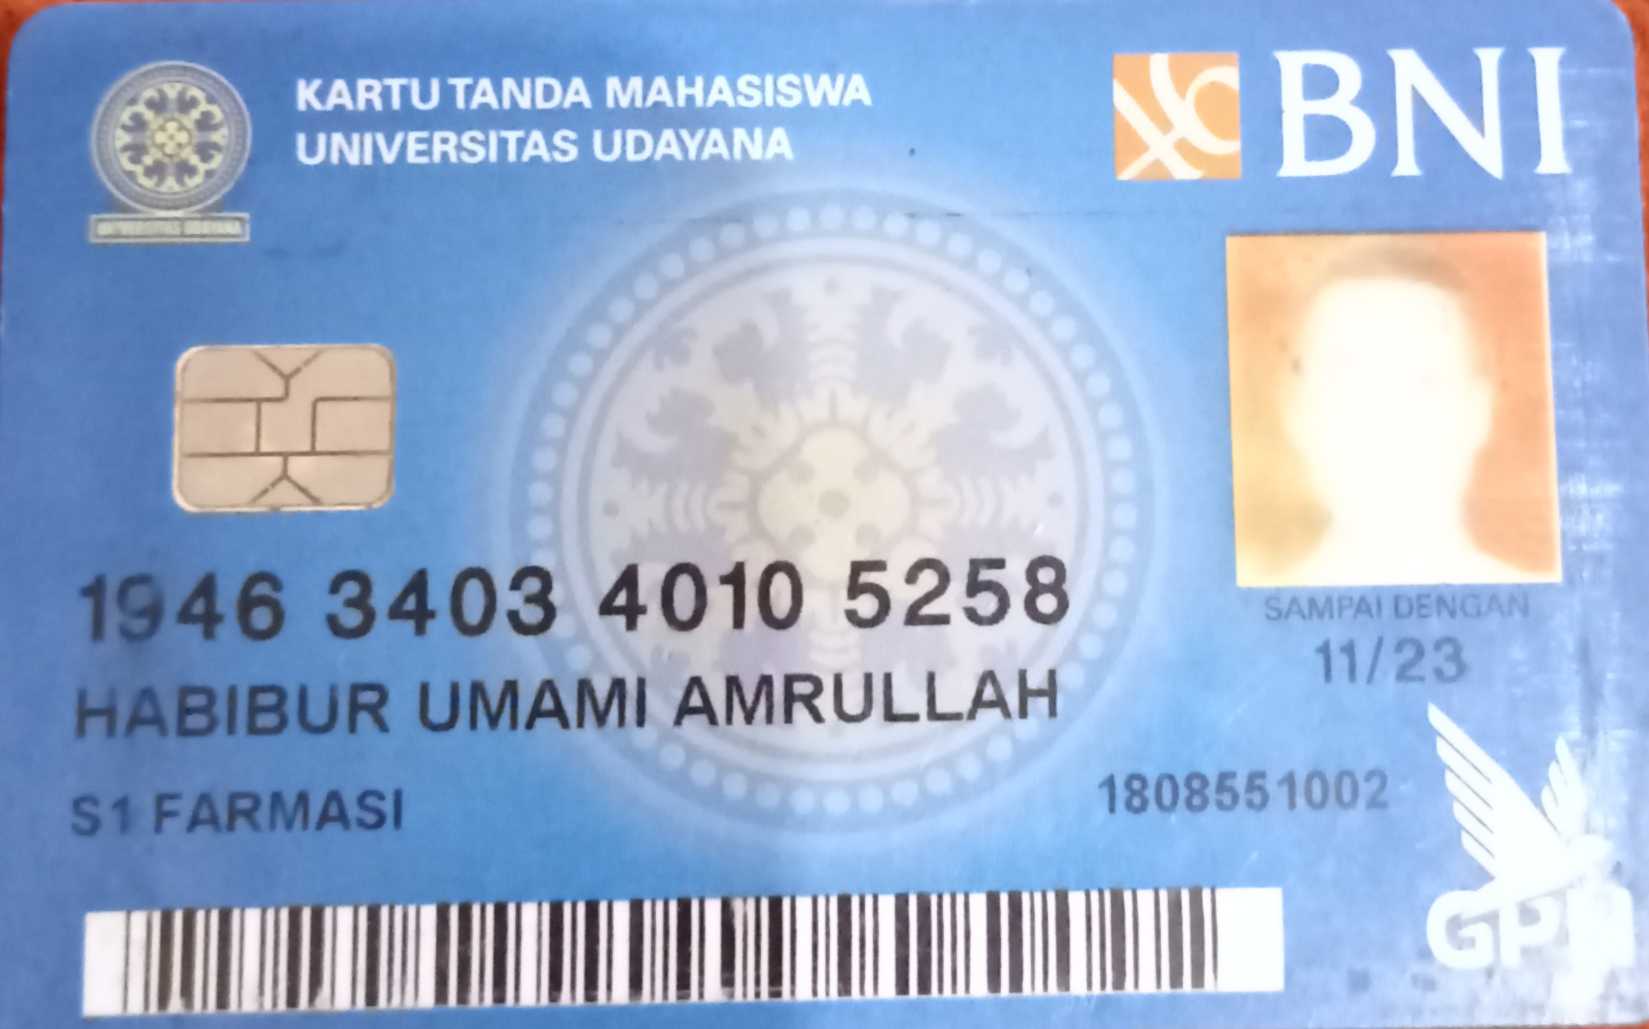 KARTU TANDA MAHASISWA
UNIVERSITAS UDAYANA
BNI
UNIVERSITAS UDAYANA
1946 3403 4010 5258
HABIBUR UMAMI AMRULLAH
SAMPAI DENGAN
11/23
S1 FARMASI
1808551002
GPN